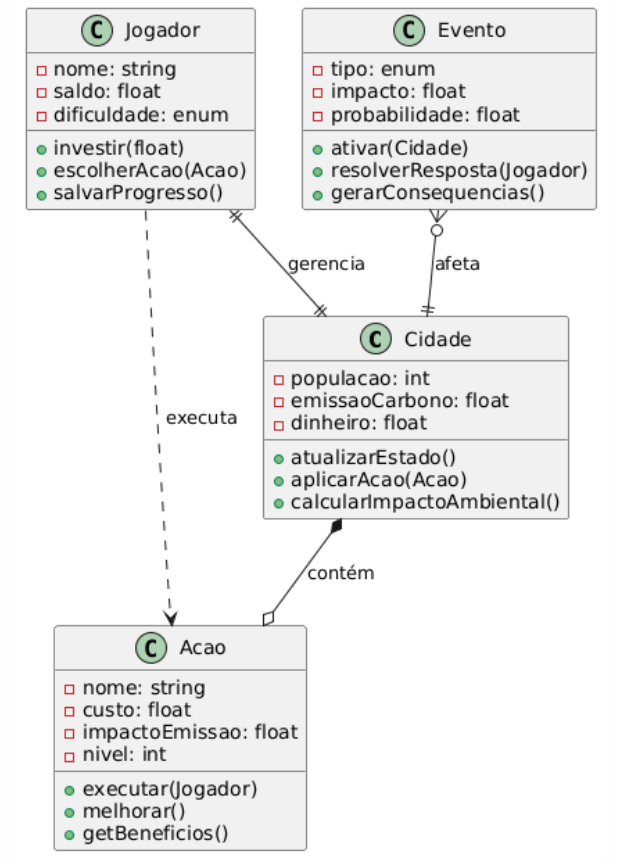 C Jogador
nome: string
saldo: float
dificuldade: enum
investir(float)
escolherAcao(Acao)
salvarProgresso()
C Evento
tipo: enum
impacto: float
probabilidade: float
ativar(Cidade)
resolverResposta(Jogador)
gerarConsequencias()
gerencia
afeta
C Cidade
populacao: int
emissaoCarbono: float
dinheiro: float
atualizarEstado()
aplicarAcao(Acao)
calcularImpactoAmbiental()
executa
contém
C Acao
nome: string
custo: float
impactoEmissao: float
nivel: int
executar(Jogador)
melhorar()
getBeneficios()